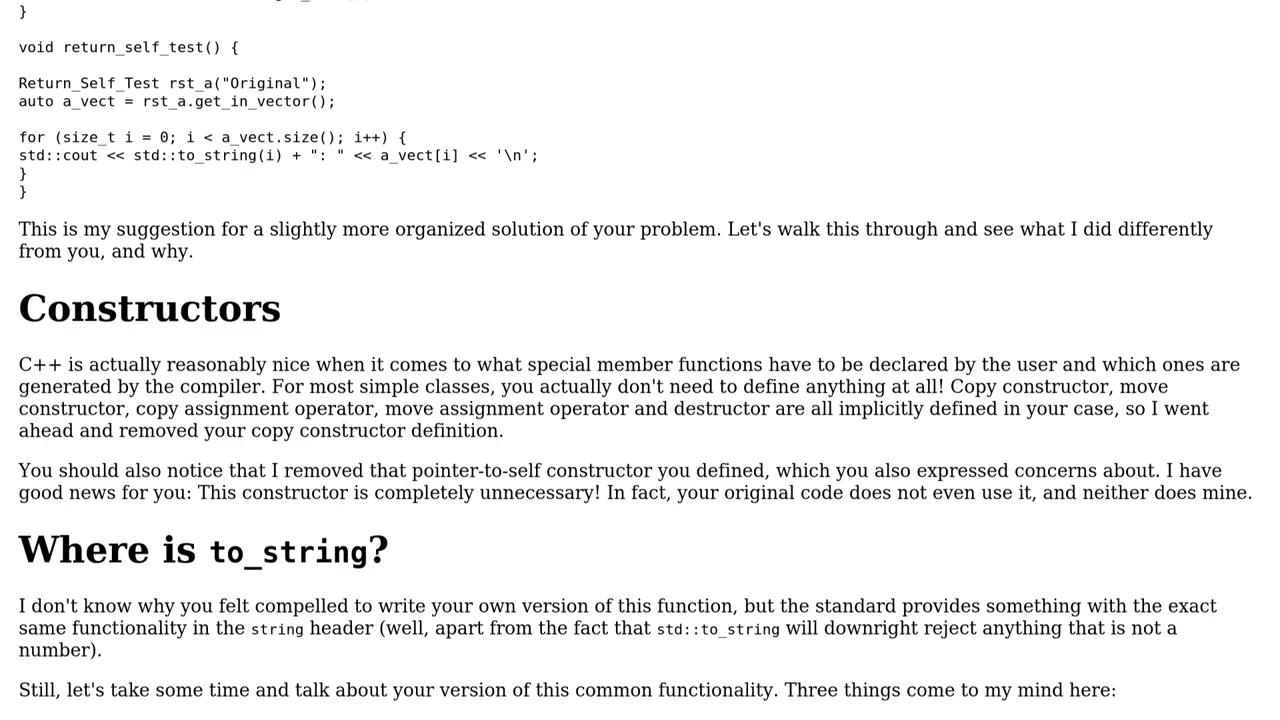 }
void return_self_test() {
Return_Self_Test rst_a("Original");
auto a_vect = rst_a.get_in_vector();
for (size_t i = 0; i < a_vect.size(); i++) {
std::cout << std::to_string(i) + ": " << a_vect[i] << '\n';
}
}
This is my suggestion for a slightly more organized solution of your problem. Let's walk this through and see what I did differently
from you, and why.
Constructors
C++ is actually reasonably nice when it comes to what special member functions have to be declared by the user and which ones are
generated by the compiler. For most simple classes, you actually don't need to define anything at all! Copy constructor, move
constructor, copy assignment operator, move assignment operator and destructor are all implicitly defined in your case, so I went
ahead and removed your copy constructor definition.
You should also notice that I removed that pointer-to-self constructor you defined, which you also expressed concerns about. I have
good news for you: This constructor is completely unnecessary! In fact, your original code does not even use it, and neither does mine.
Where is to_string?
I don't know why you felt compelled to write your own version of this function, but the standard provides something with the exact
same functionality in the string header (well, apart from the fact that std::to_string will downright reject anything that is not a
number).
Still, let's take some time and talk about your version of this common functionality. Three things come to my mind here: